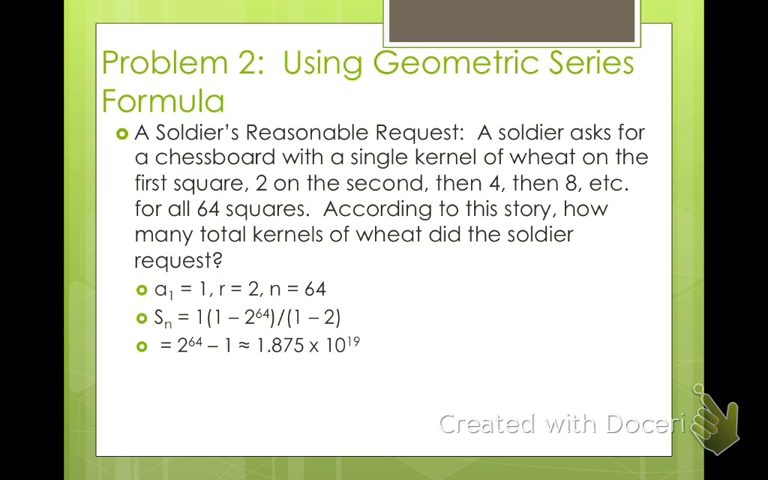 Problem 2: Using Geometric Series
Formula
A Soldier's Reasonable Request: A soldier asks for
a chessboard with a single kernel of wheat on the
first square, 2 on the second, then 4, then 8, etc.
for all 64 squares. According to this story, how
many total kernels of wheat did the soldier
request?
a₁ = 1, r = 2, n = 64
Sₙ = 1(1 – 2⁶⁴)/(1 – 2)
= 2⁶⁴ – 1 ≈ 1.875 x 10¹⁹
Created with Doceri